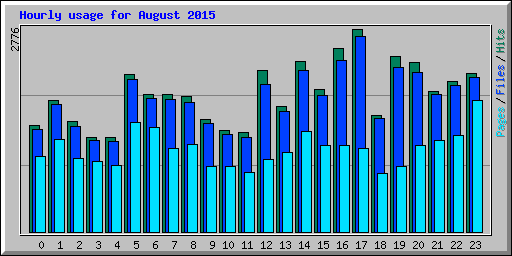 Hourly usage for August 2015
2776
Pages/Files/Hits
0 1 2 3 4 5 6 7 8 9 10 11 12 13 14 15 16 17 18 19 20 21 22 23